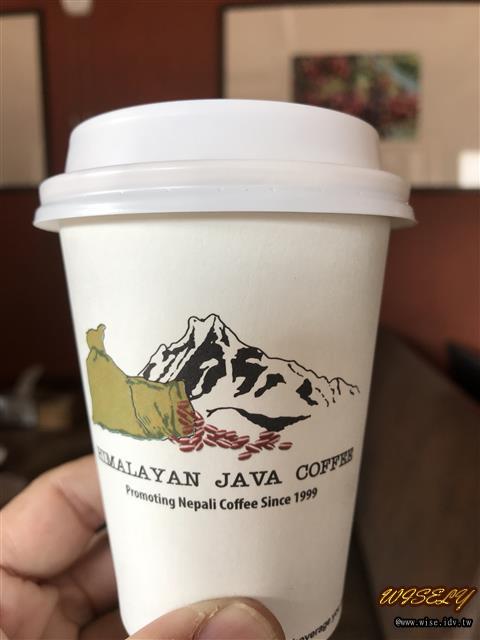 HIMALAYAN JAVA COFFEE
Promoting Nepali Coffee Since 1999
WISELY
@www.wise.idv.tw